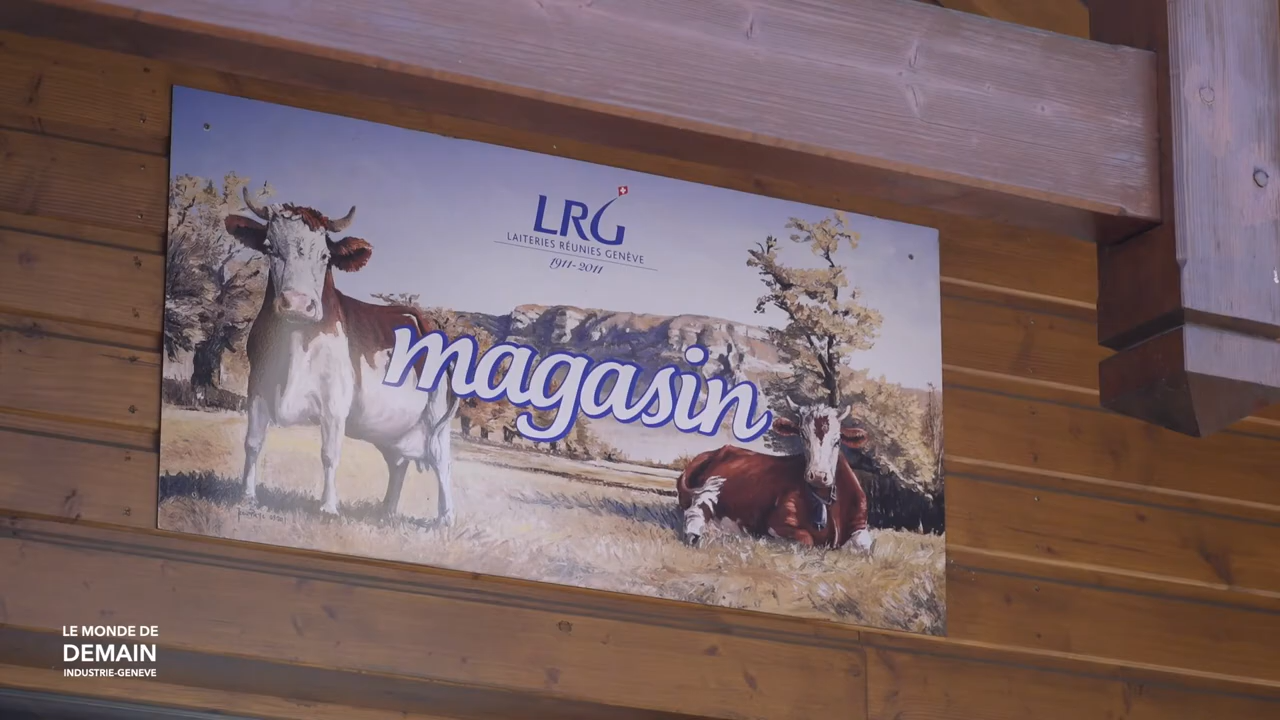 LRG
LAITERIES RÉUNIES GENÈVE
1911-2011
magasin
LE MONDE DE
DEMAIN
INDUSTRIE-GENEVE